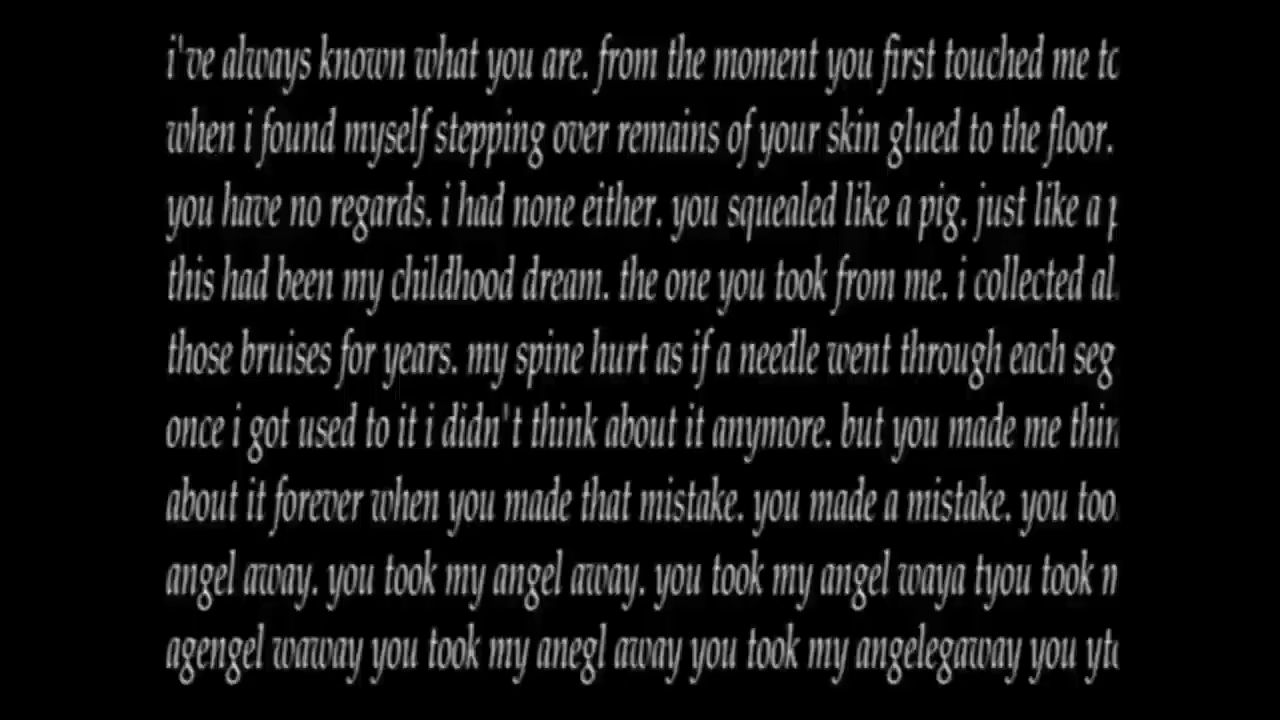 i've always known what you are. from the moment you first touched me to
when i found myself stepping over remains of your skin glued to the floor.
you have no regards. i had none either. you squealed like a pig. just like a
this had been my childhood dream. the one you took from me. i collected al
those bruises for years. my spine hurt as if a needle went through each seg
once i got used to it i didn't think about it anymore. but you made me thin
about it forever when you made that mistake. you made a mistake. you too
angel away. you took my angel away. you took my angel waya tyou took
agengel waway you took my anegl away you took my angelegaway you yta